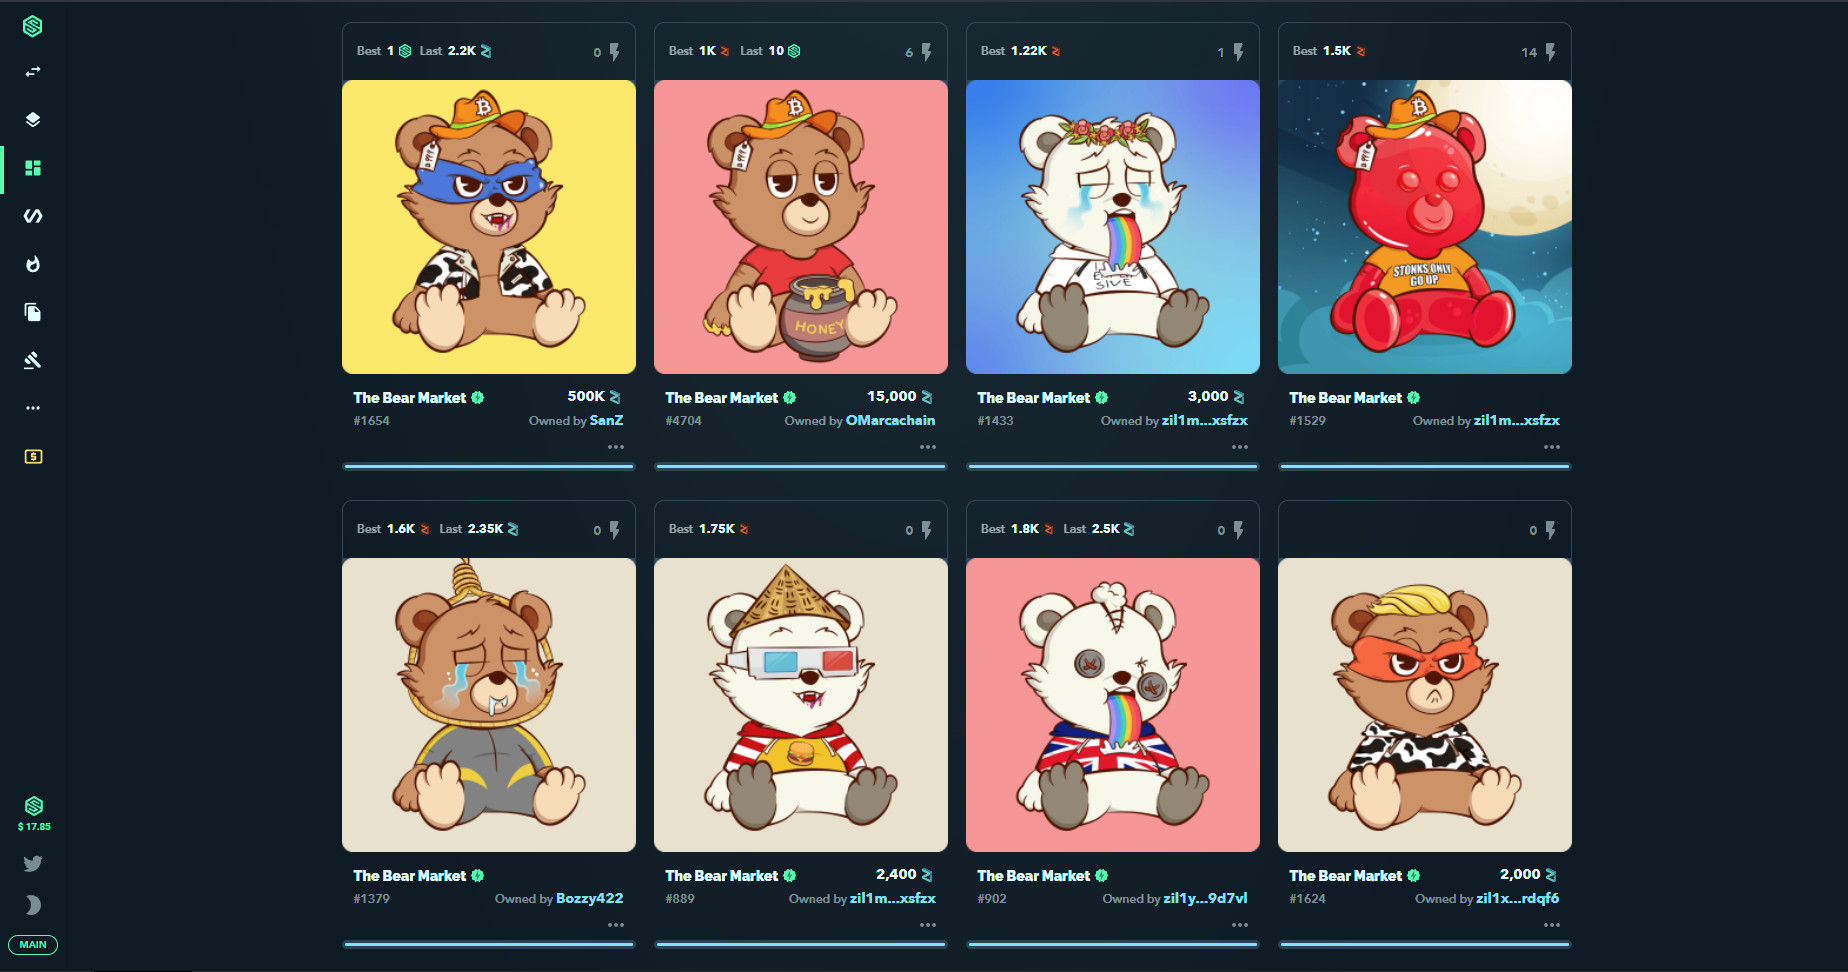 Best 1 Last 2.2K 0
Best 1K Last 10 6
Best 1.22K 1
Best 1.5K 14
HONEY
SIVE
STONKS ONLY
GO UP
The Bear Market 500K
#1654 Owned by SanZ
The Bear Market 15,000
#4704 Owned by OMarcachain
The Bear Market 3,000
#1433 Owned by zil1m...xsfzx
The Bear Market
#1529 Owned by zil1m...xsfzx
Best 1.6K Last 2.35K 0
Best 1.75K 0
Best 1.8K Last 2.5K 0
0
The Bear Market
#1379 Owned by Bozzy422
The Bear Market 2,400
#889 Owned by zil1m...xsfzx
The Bear Market
#902 Owned by zil1y...9d7vl
The Bear Market 2,000
#1624 Owned by zil1x...rdqf6
$ 17.85
MAIN